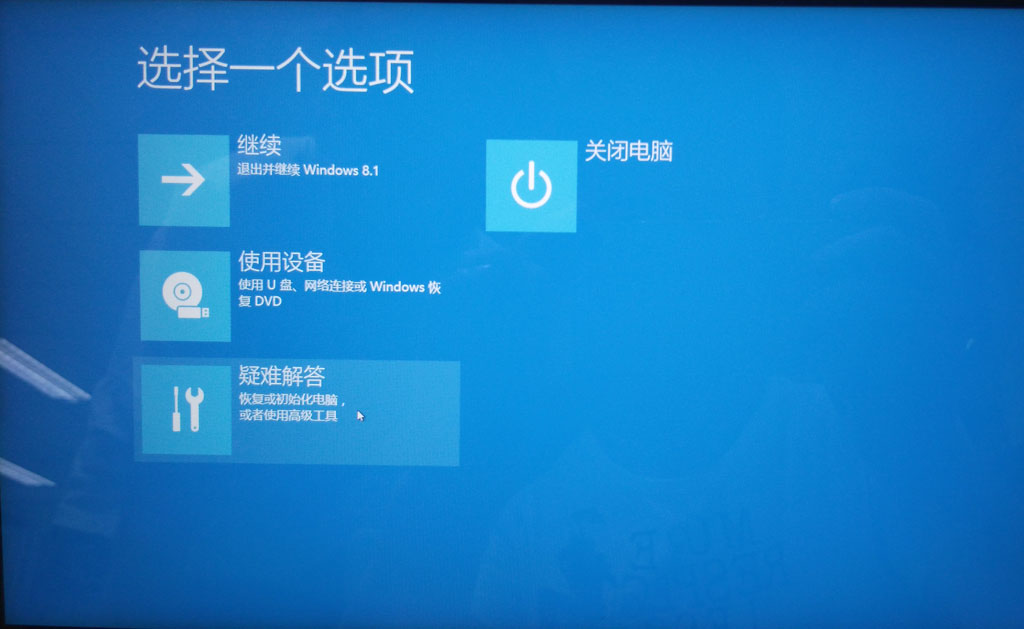 选择一个选项
继续
退出并继续 Windows 8.1
关闭电脑
使用设备
使用 U 盘、网络连接或 Windows 恢
复 DVD
疑难解答
恢复或初始化电脑，
或者使用高级工具